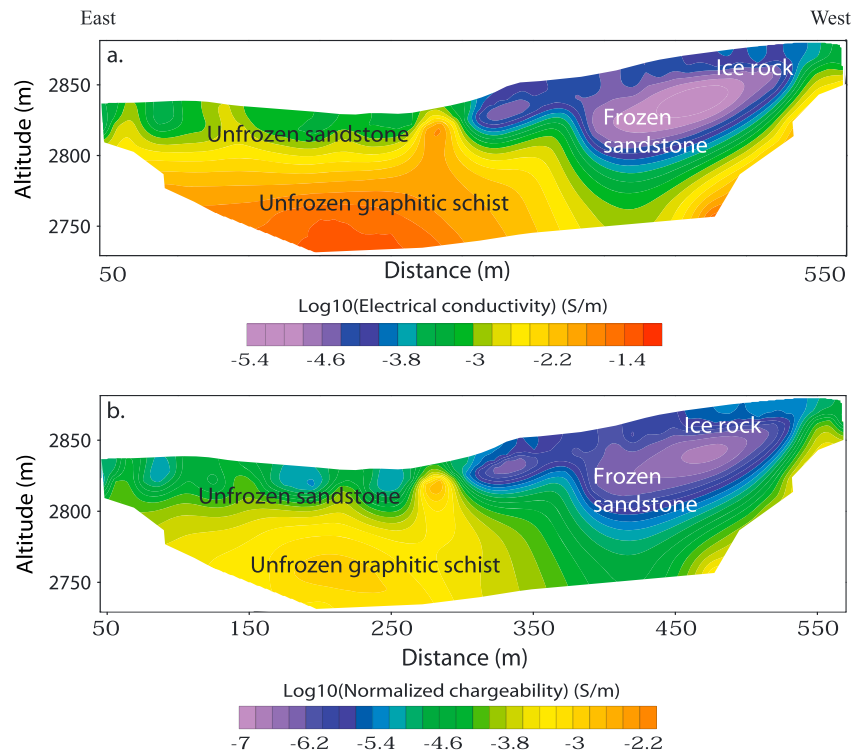 East West
a.
Altitude (m)
2850
2800
2750
Ice rock
Frozen
sandstone
Unfrozen sandstone
Unfrozen graphitic schist
50 Distance (m) 550
Log10(Electrical conductivity) (S/m)
-5.4 -4.6 -3.8 -3 -2.2 -1.4
b.
Altitude (m)
2850
2800
2750
Ice rock
Frozen
sandstone
Unfrozen sandstone
Unfrozen graphitic schist
50 150 250 350 450 550
Distance (m)
Log10(Normalized chargeability) (S/m)
-7 -6.2 -5.4 -4.6 -3.8 -3 -2.2